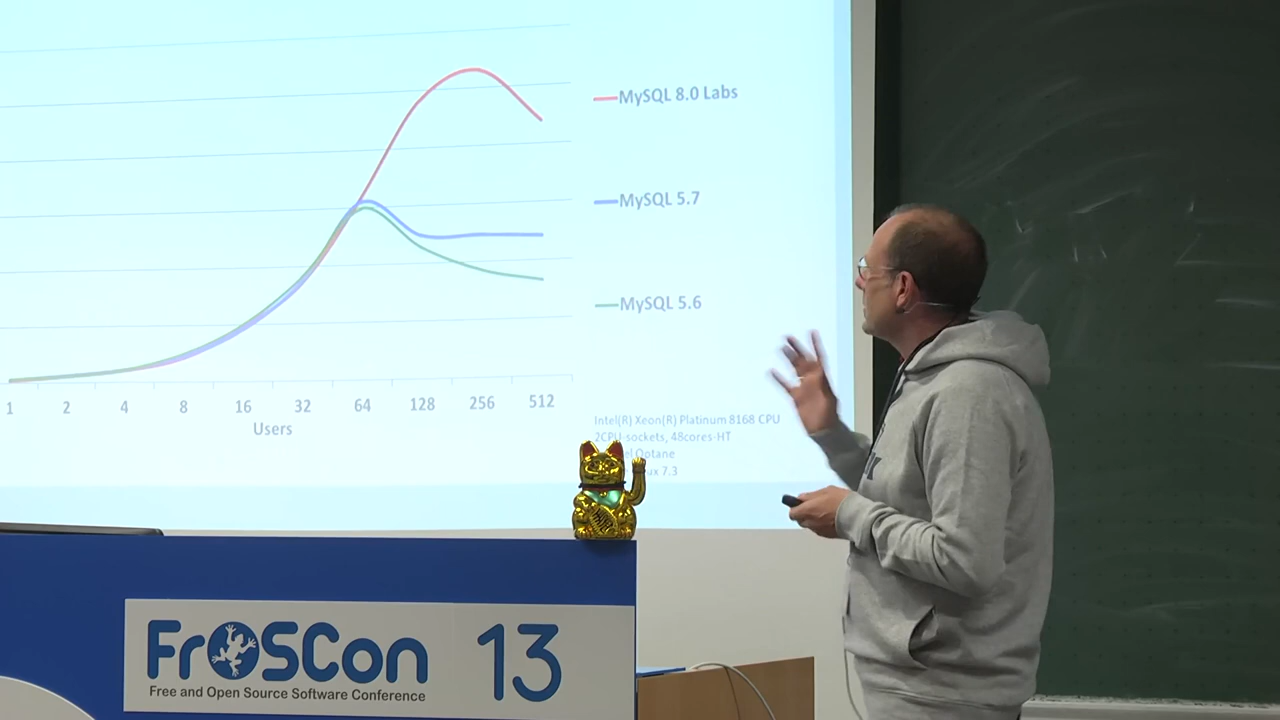 MySQL 8.0 Labs
MySQL 5.7
MySQL 5.6
1 2 4 8 16 32 64 128 256 512
Users
Intel(R) Xeon(R) Platinum 8168 CPU
2CPU-sockets, 48cores-HT
Optane
7.3
FrOSCon 13
Free and Open Source Software Conference